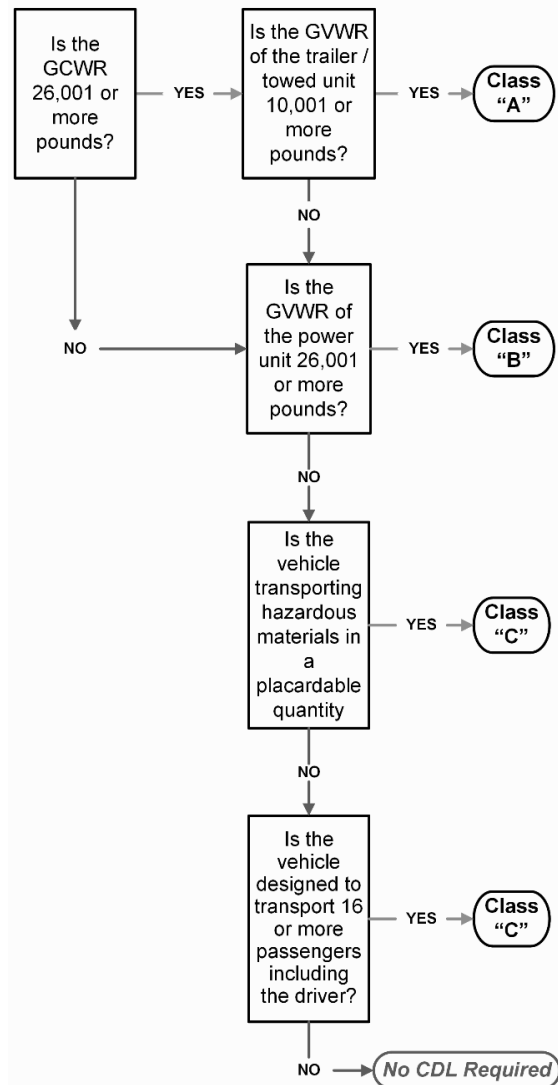 Is the
GCWR
26,001 or
more
pounds?
YES
Is the GVWR
of the trailer /
towed unit
10,001 or
more
pounds?
YES
Class
“A”
NO
NO
Is the
GVWR of
the power
unit 26,001
or more
pounds?
YES
Class
“B”
NO
Is the
vehicle
transporting
hazardous
materials in
a
placardable
quantity
YES
Class
“C”
NO
Is the
vehicle
designed to
transport 16
or more
passengers
including
the driver?
YES
Class
“C”
NO
No CDL Required